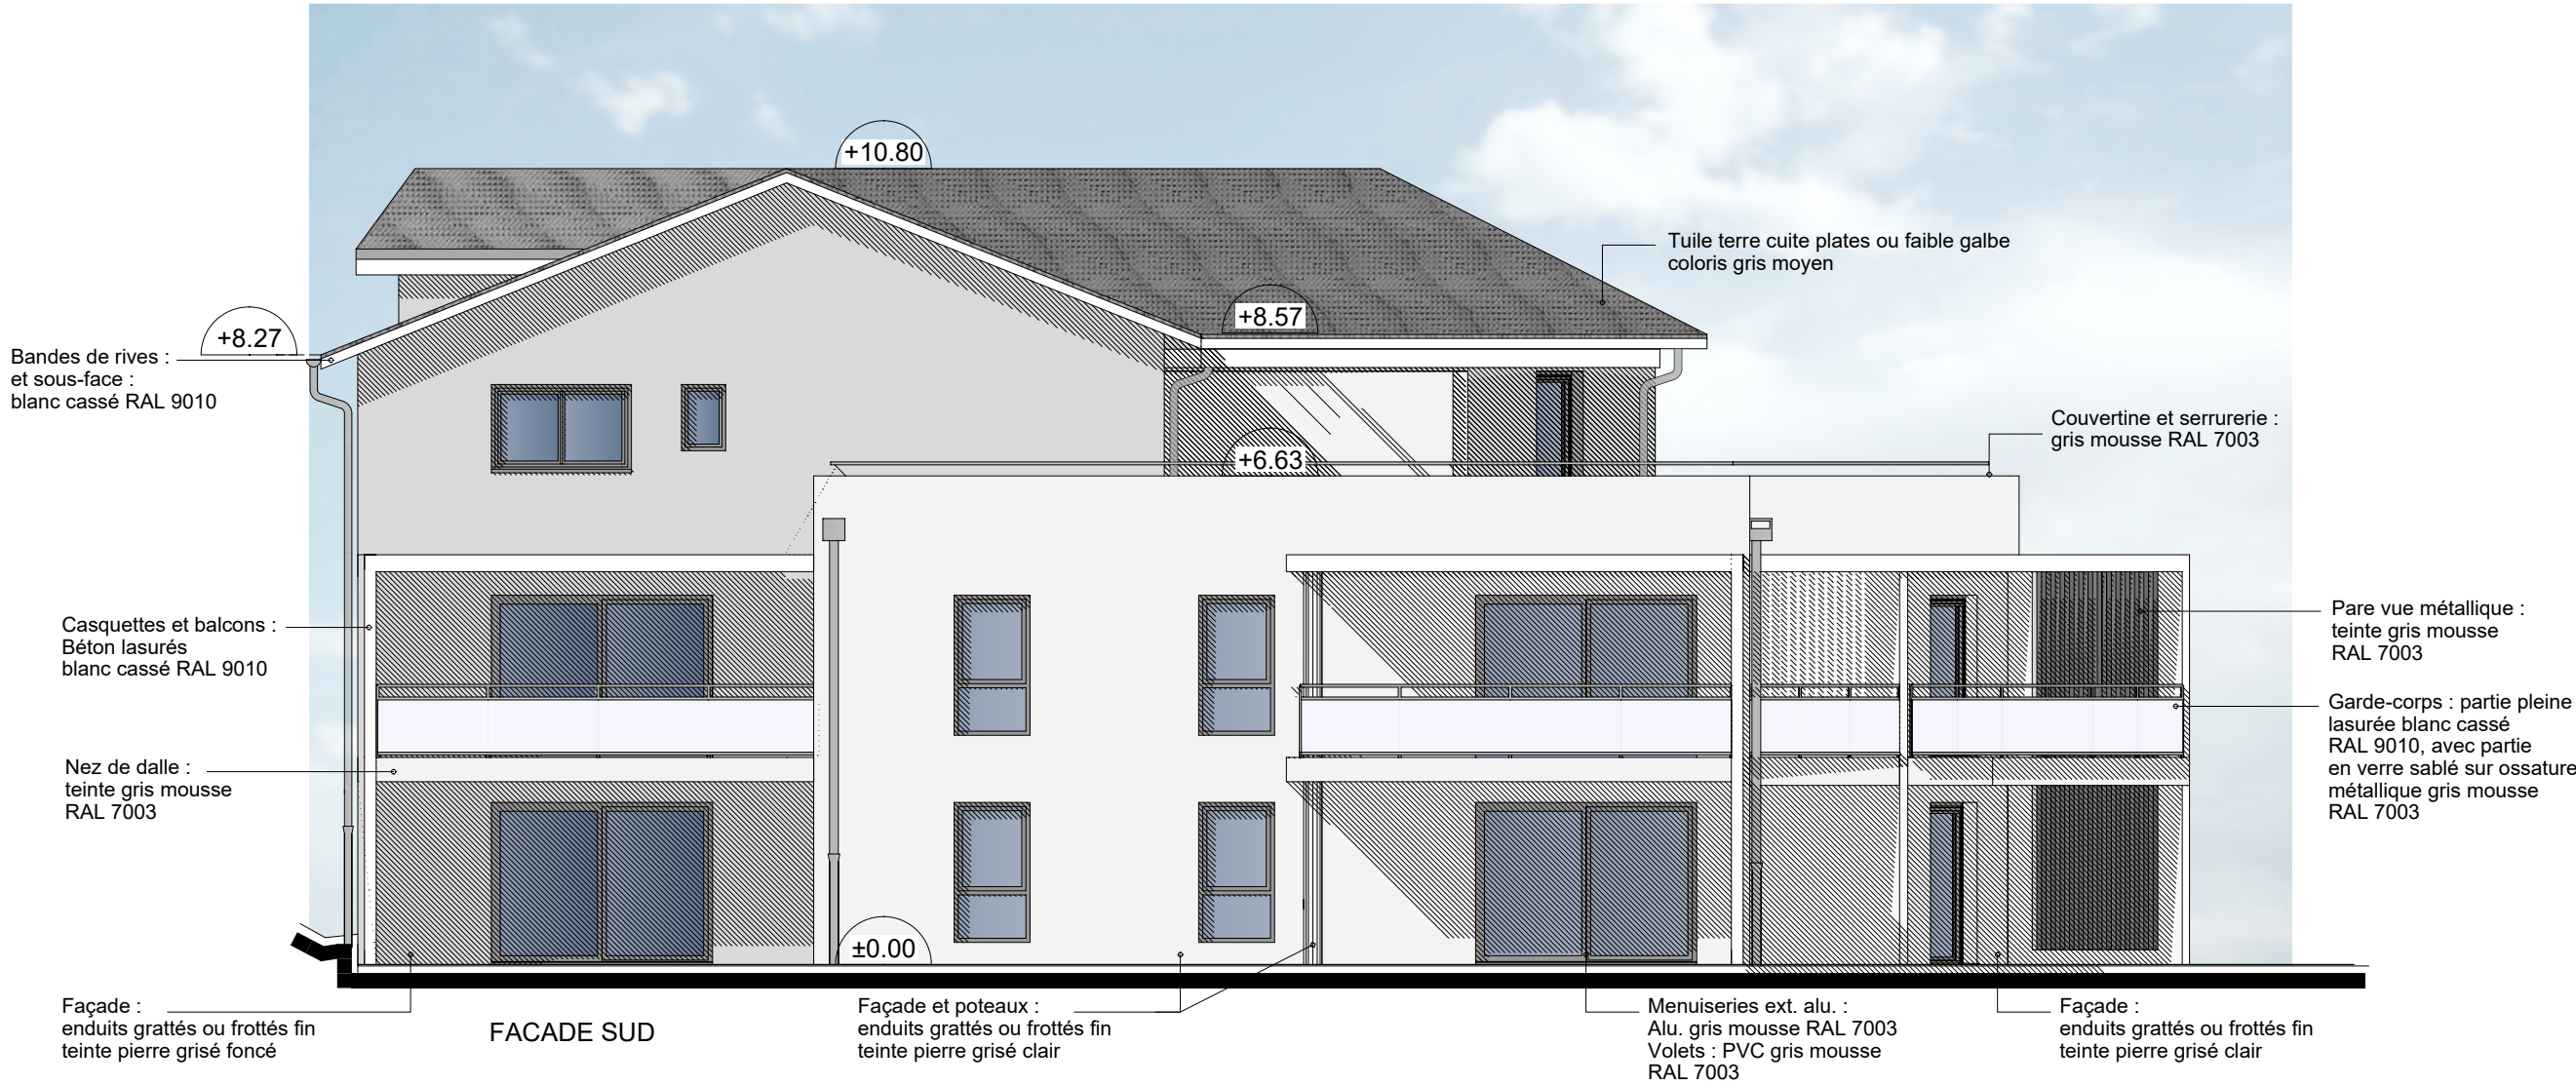 +10.80
Tuile terre cuite plates ou faible galbe
coloris gris moyen
+8.57
+8.27
Bandes de rives :
et sous-face :
blanc cassé RAL 9010
Couvertine et serrurerie :
gris mousse RAL 7003
+6.63
Casquettes et balcons :
Béton lasurés
blanc cassé RAL 9010
Pare vue métallique :
teinte gris mousse
RAL 7003
Garde-corps : partie pleine
lasurée blanc cassé
RAL 9010, avec partie
en verre sablé sur ossature
métallique gris mousse
RAL 7003
Nez de dalle :
teinte gris mousse
RAL 7003
±0.00
Façade :
enduits grattés ou frottés fin
teinte pierre grisé foncé
FACADE SUD
Façade et poteaux :
enduits grattés ou frottés fin
teinte pierre grisé clair
Menuiseries ext. alu. :
Alu. gris mousse RAL 7003
Volets : PVC gris mousse
RAL 7003
Façade :
enduits grattés ou frottés fin
teinte pierre grisé clair